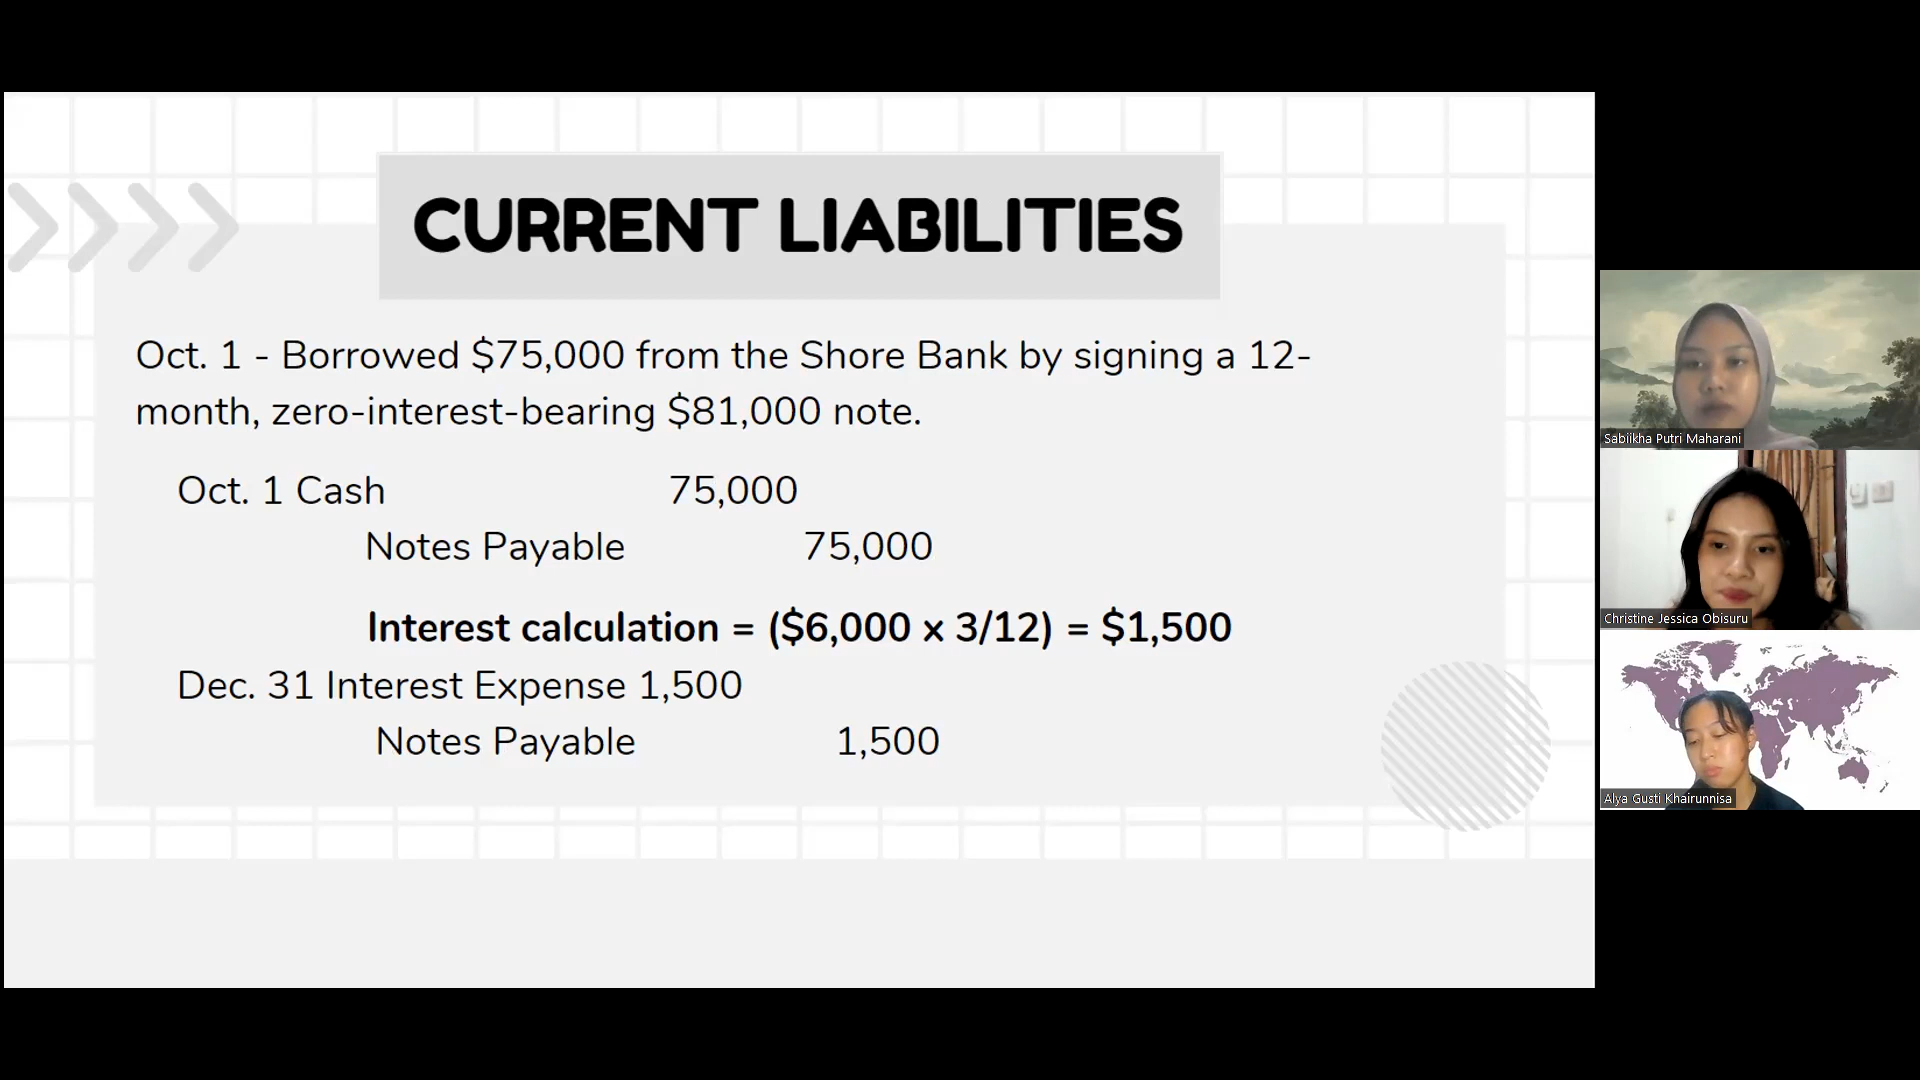 CURRENT LIABILITIES
Oct. 1 - Borrowed $75,000 from the Shore Bank by signing a 12-
month, zero-interest-bearing $81,000 note.
Oct. 1 Cash 75,000
Notes Payable 75,000
Interest calculation = ($6,000 x 3/12) = $1,500
Dec. 31 Interest Expense 1,500
Notes Payable 1,500
Sabiikha Putri Maharani
Christine Jessica Obisuru
Alya Gusti Khairunnisa